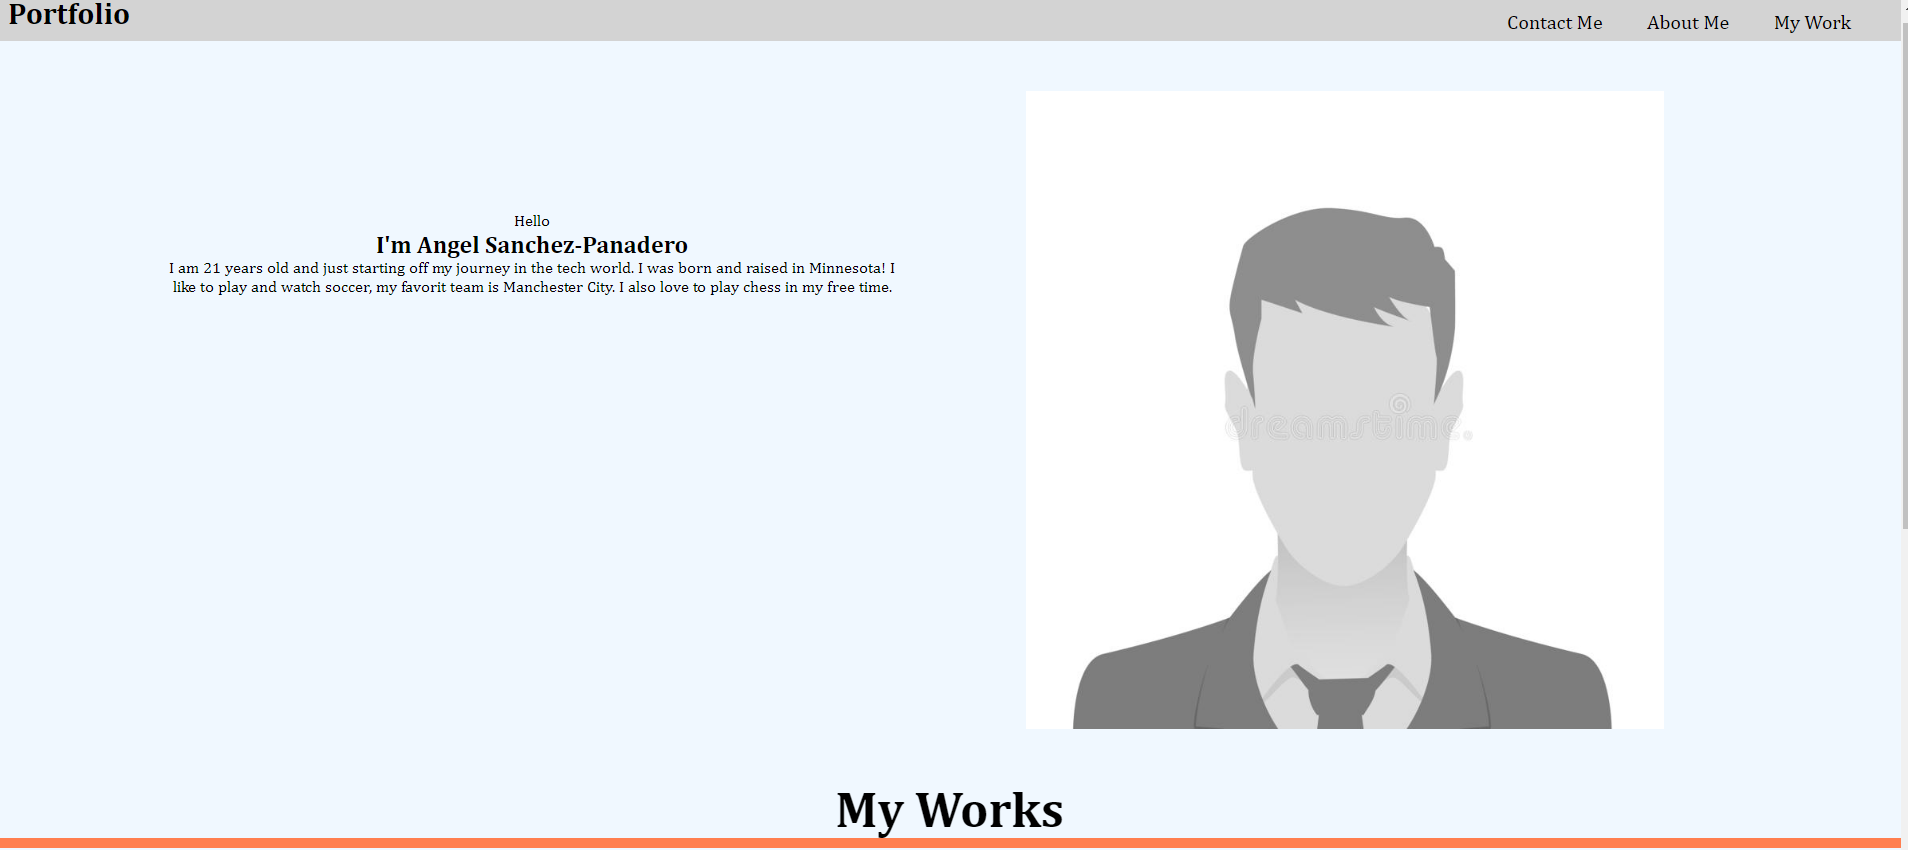 Portfolio
Contact Me
About Me
My Work
Hello
I'm Angel Sanchez-Panadero
I am 21 years old and just starting off my journey in the tech world. I was born and raised in Minnesota! I
like to play and watch soccer, my favorit team is Manchester City. I also love to play chess in my free time.
dreamstime.
My Works